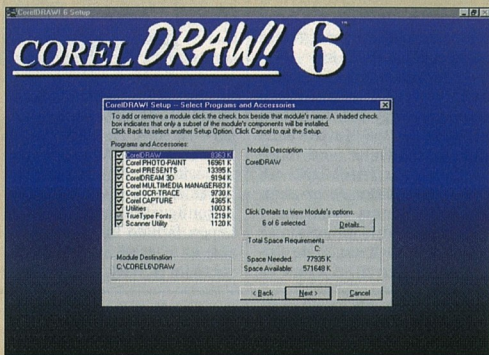 CorelDRAW! 6 Setup
COREL DRAW! 6™
CorelDRAW! Setup -- Select Programs and Accessories
To add or remove a module click the check box beside that module's name. A shaded check
box indicates that only a subset of the module's components will be installed.
Click Back to select another Setup Option. Click Cancel to quit the Setup.
Programs and Accessories:
CorelDRAW 8363 K
Corel PHOTO-PAINT 16961 K
Corel PRESENTS 13395 K
CorelDREAM 3D 9194 K
Corel MULTIMEDIA MANAGER 883 K
Corel OCR-TRACE 9730 K
Corel CAPTURE 4365 K
Utilities 1003 K
TrueType Fonts 1219 K
Scanner Utility 1120 K
Module Description
CorelDRAW
Click Details to view Module's options.
6 of 6 selected.
Details...
Module Destination
C:\COREL6\DRAW
Total Space Requirements
C:
Space Needed: 77935 K
Space Available: 571648 K
< Back
Next >
Cancel